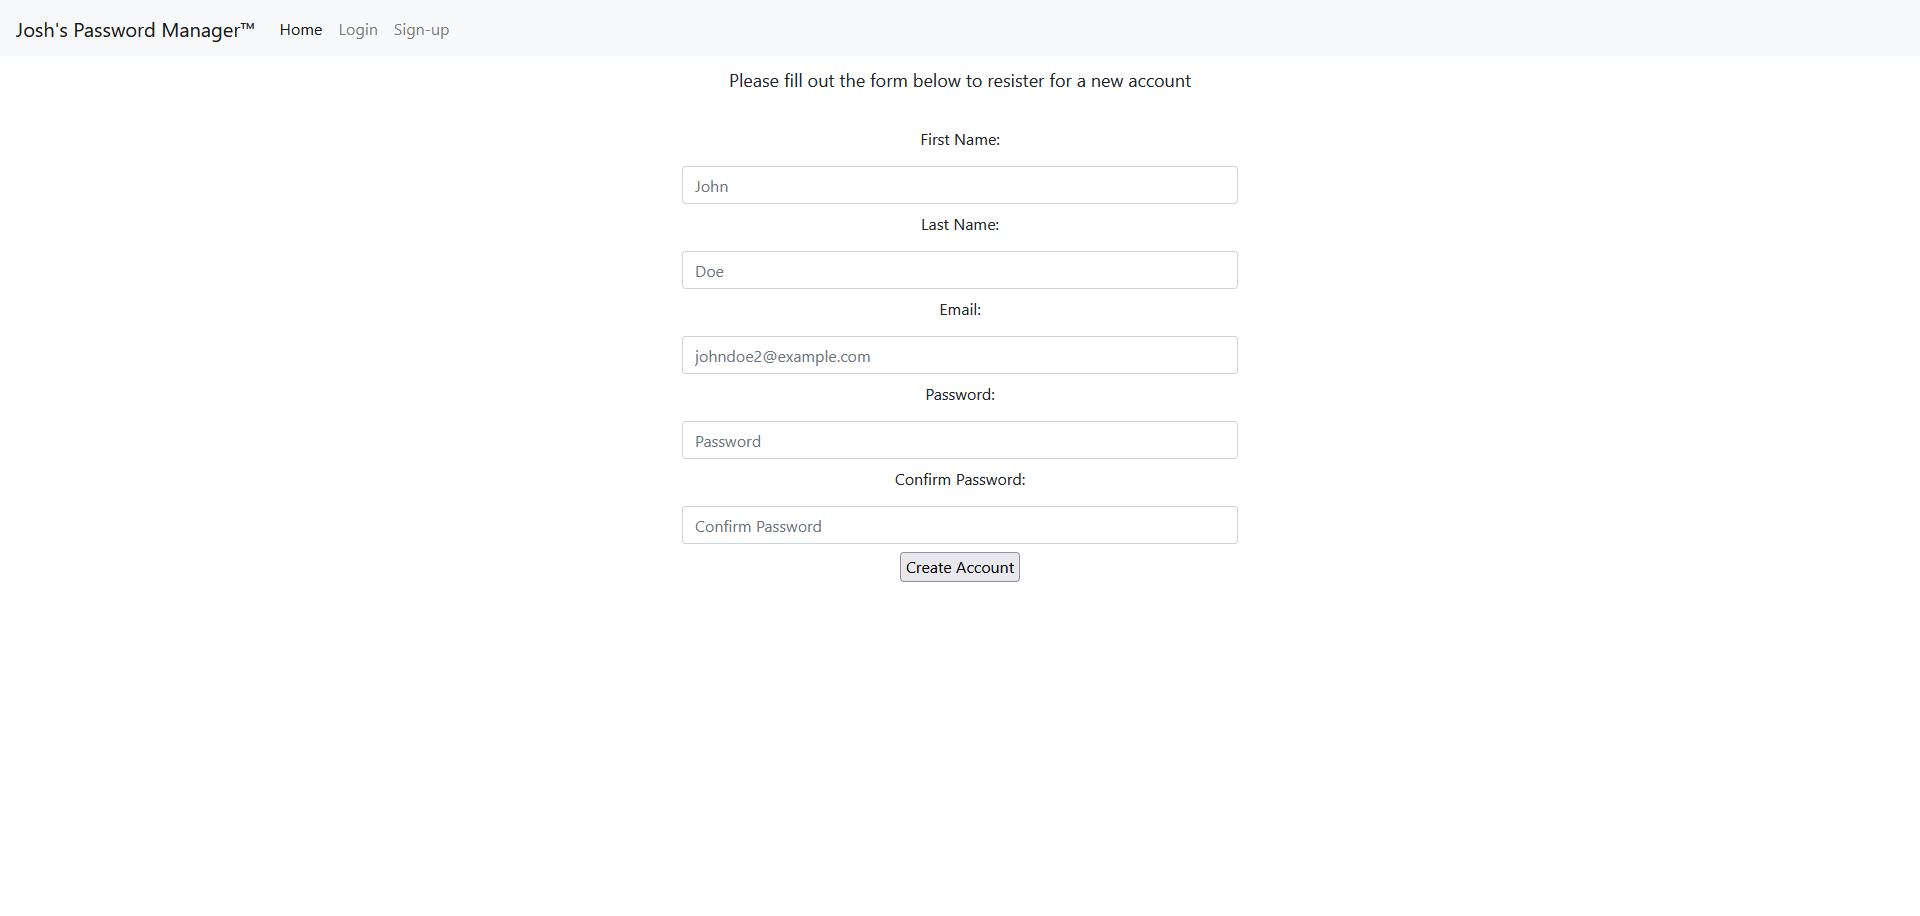 Josh's Password Manager™ Home Login Sign-up
Please fill out the form below to resister for a new account
First Name:
John
Last Name:
Doe
Email:
johndoe2@example.com
Password:
Password
Confirm Password:
Confirm Password
Create Account